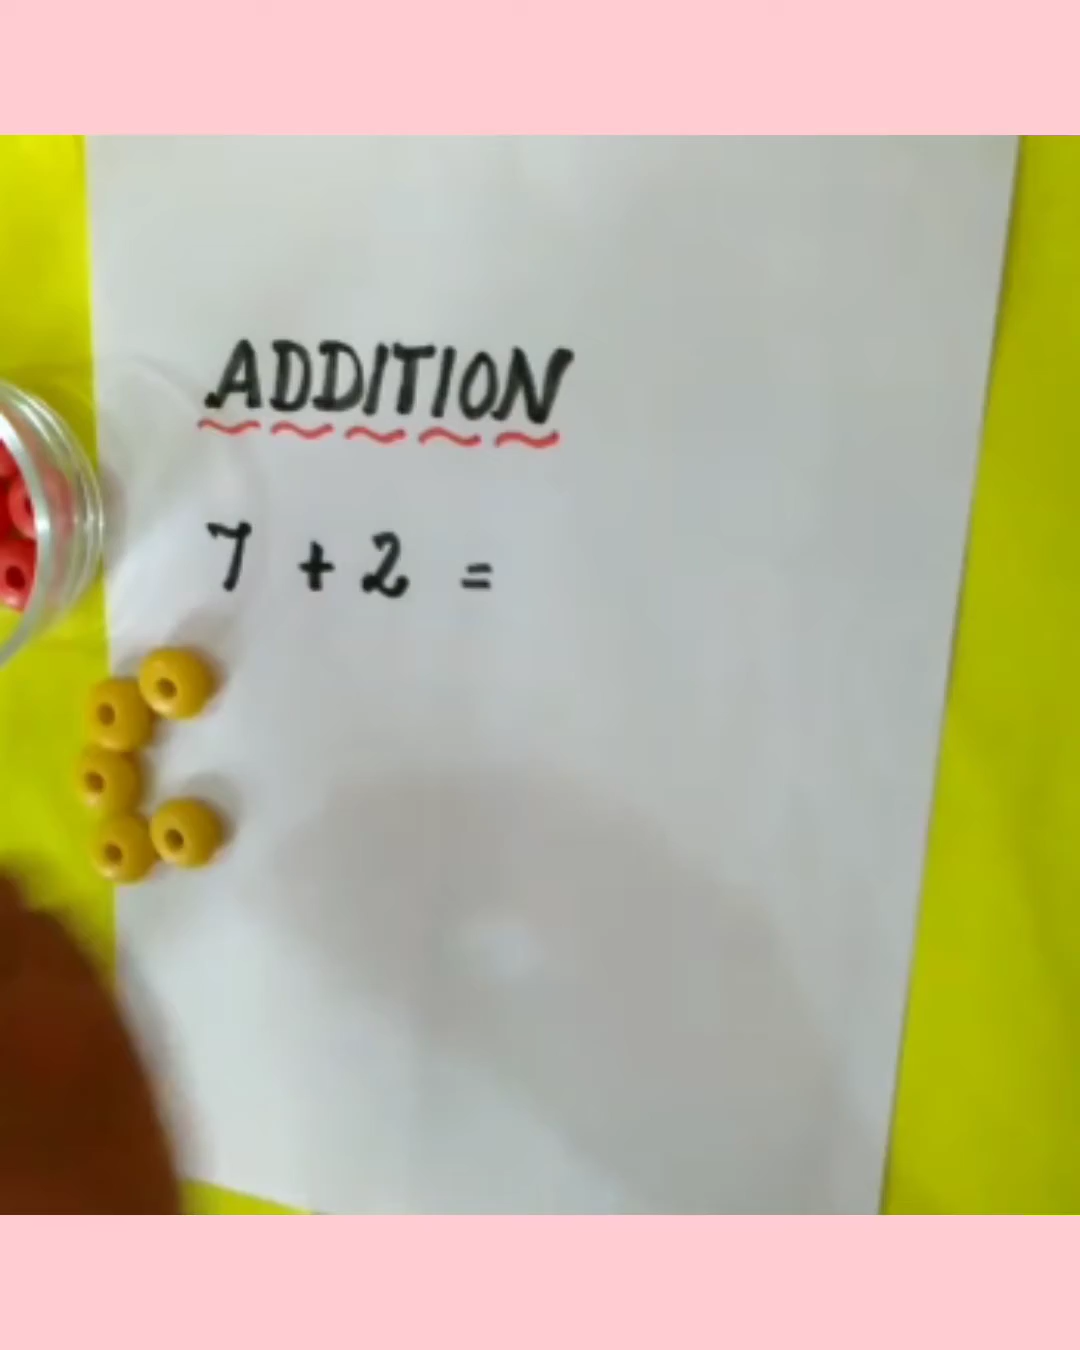 ADDITION
7 + 2 =